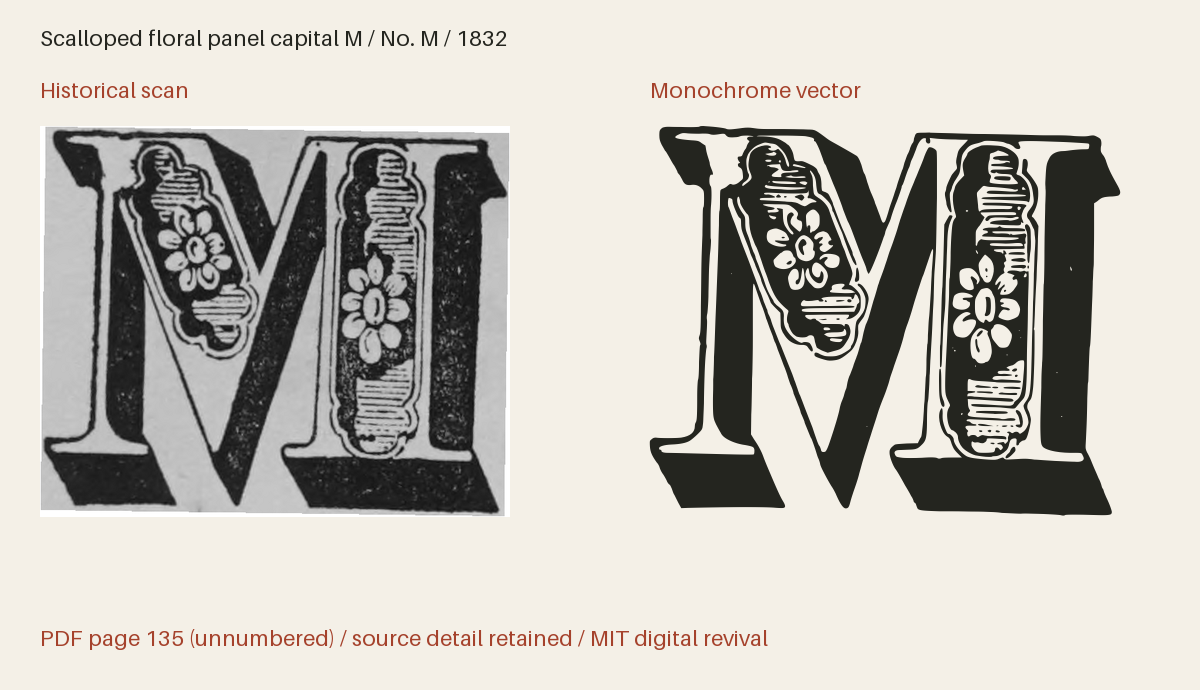 Scalloped floral panel capital M / No. M / 1832
Historical scan
Monochrome vector
M
M
PDF page 135 (unnumbered) / source detail retained / MIT digital revival